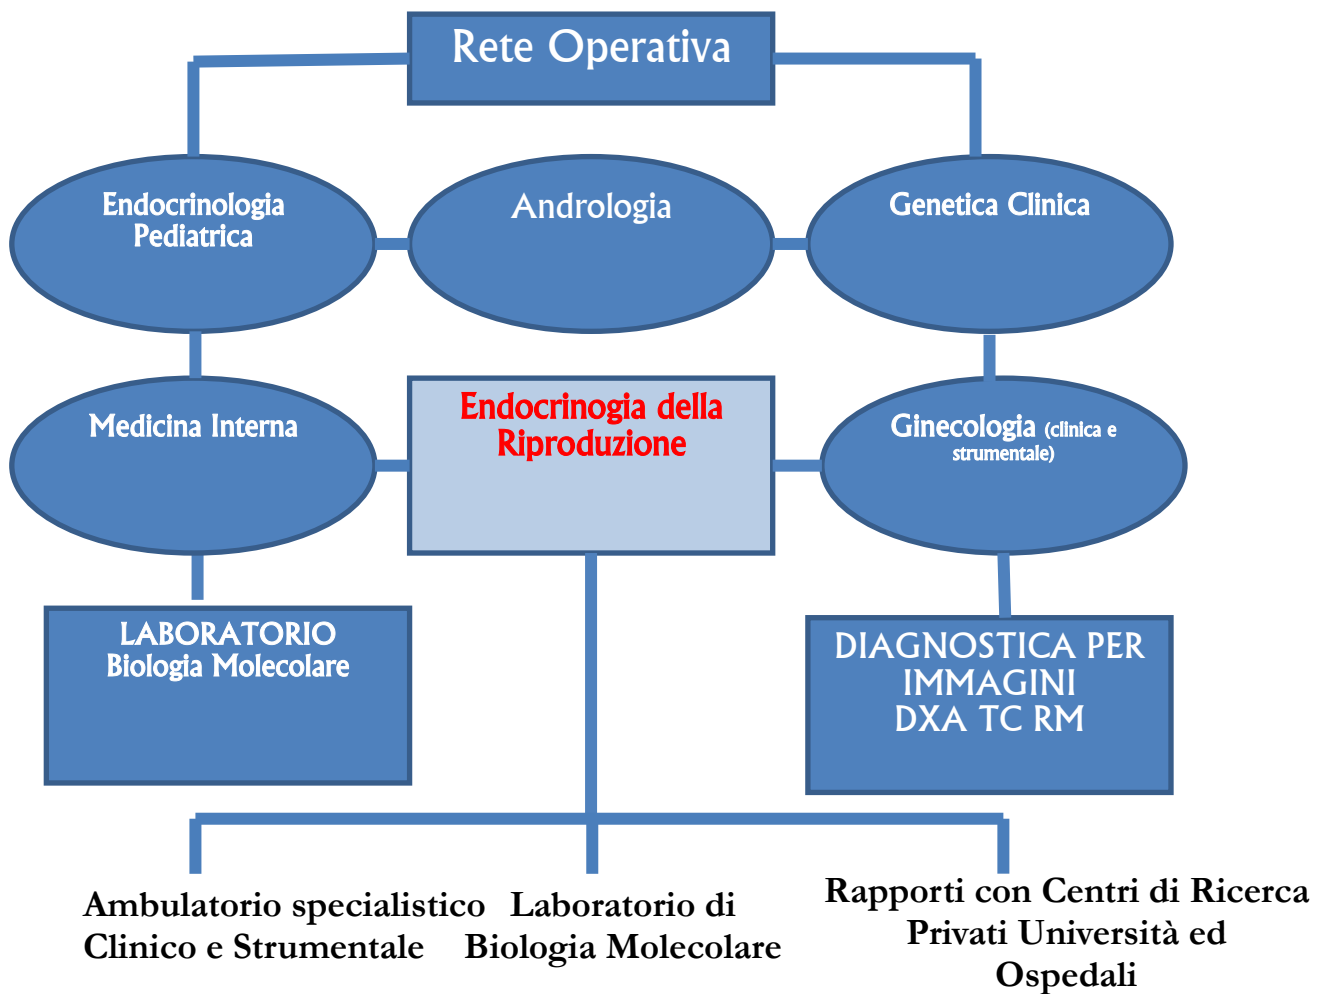 Rete Operativa
Endocrinologia
Pediatrica
Andrologia
Genetica Clinica
Medicina Interna
Endocrinogia della
Riproduzione
Ginecologia (clinica e
strumentale)
LABORATORIO
Biologia Molecolare
DIAGNOSTICA PER
IMMAGINI
DXA TC RM
Ambulatorio specialistico
Clinico e Strumentale
Laboratorio di
Biologia Molecolare
Rapporti con Centri di Ricerca
Privati Università ed
Ospedali